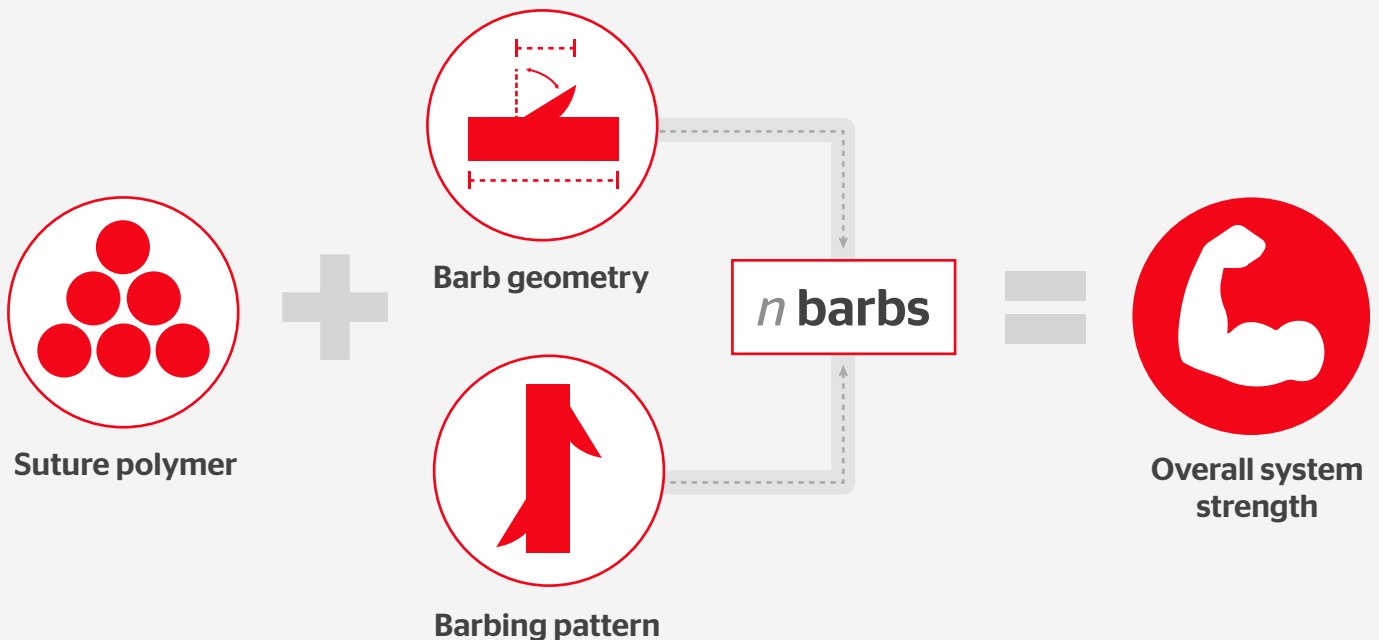 Suture polymer
Barb geometry
Barbing pattern
n barbs
Overall system
strength